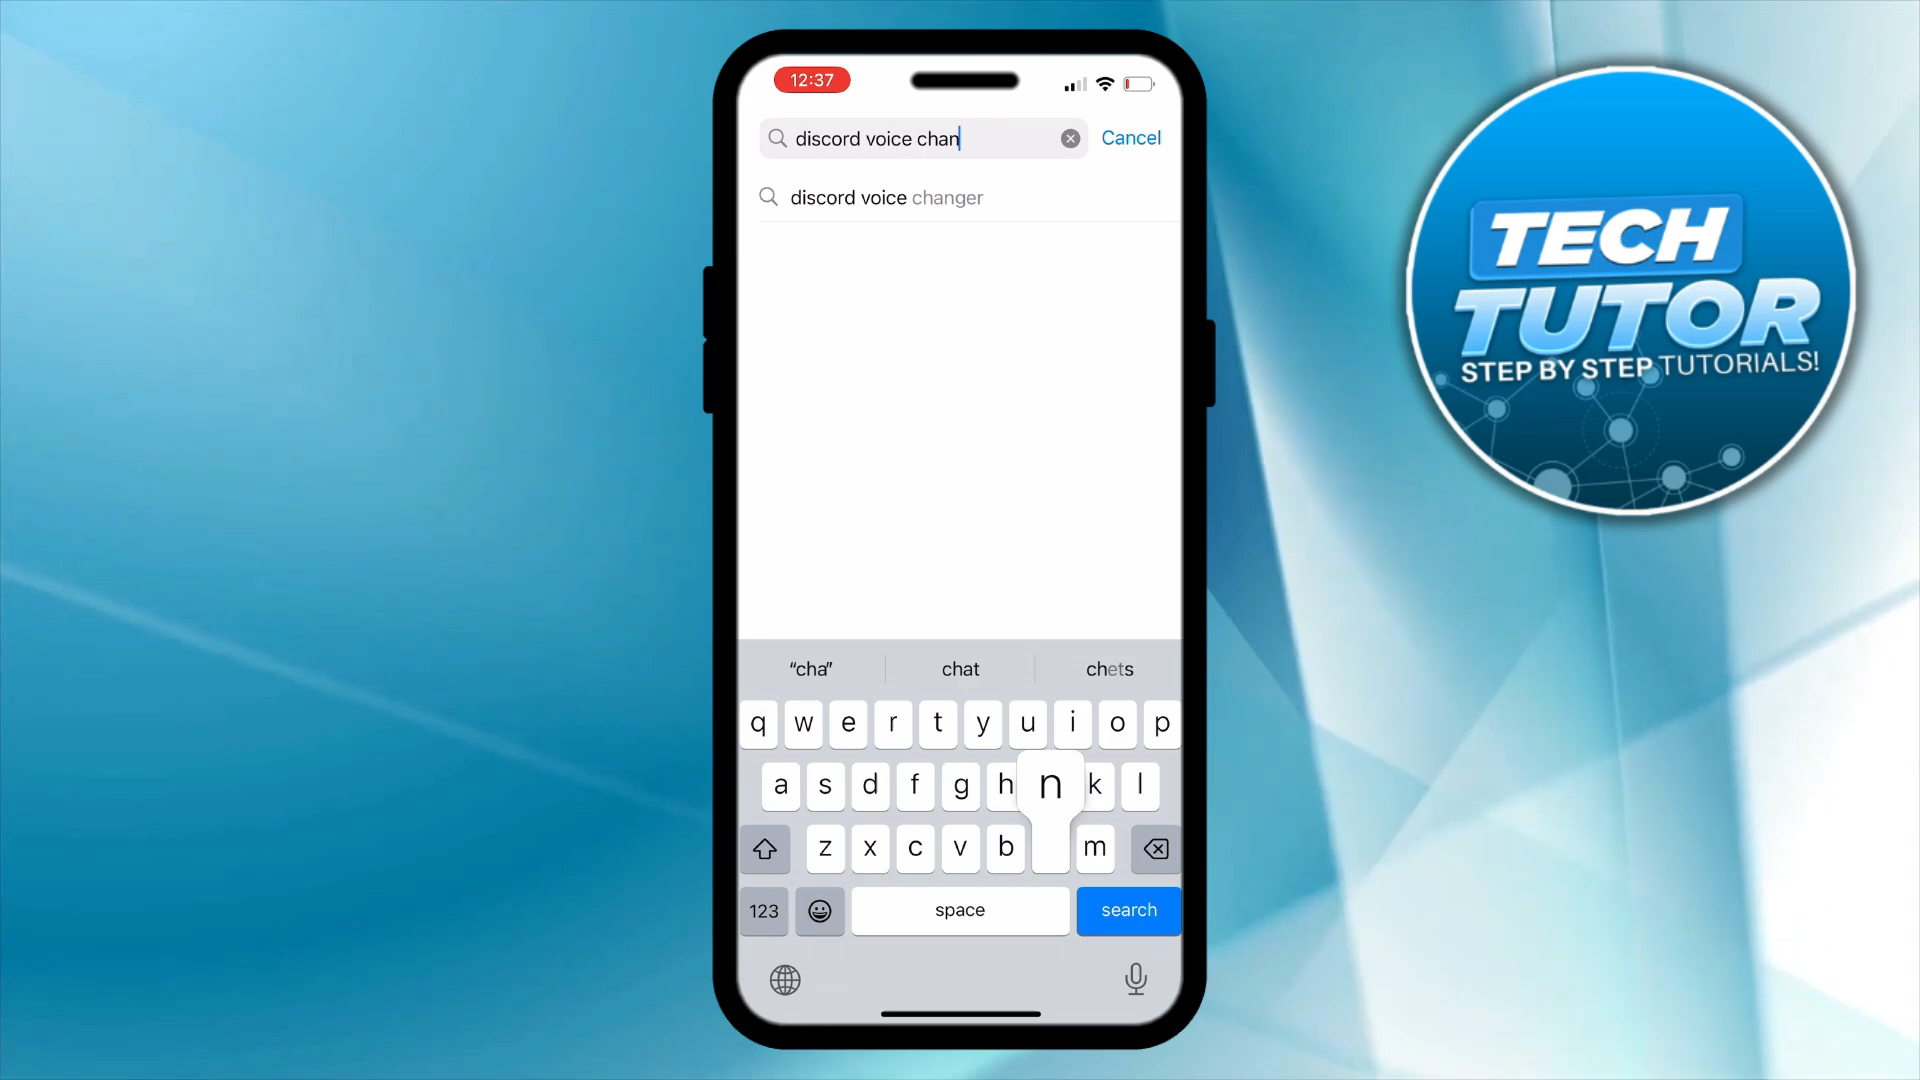 12:37
discord voice chan
Cancel
discord voice changer
"cha"
chat
chets
q w e r t y u i o p
a s d f g h n k l
z x c v b m
123
space
search
TECH
TUTOR
STEP BY STEP TUTORIALS!